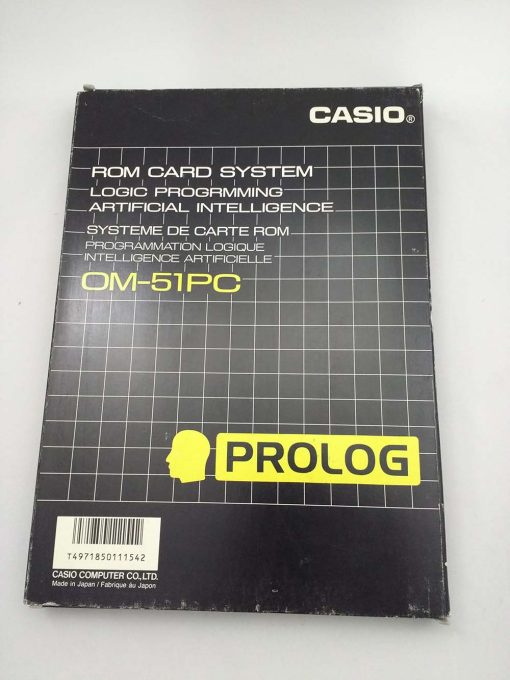 CASIO®
ROM CARD SYSTEM
LOGIC PROGRMMING
ARTIFICIAL INTELLIGENCE
SYSTEME DE CARTE ROM
PROGRAMMATION LOGIQUE
INTELLIGENCE ARTIFICIELLE
OM-51PC
PROLOG
T4971850111542
CASIO COMPUTER CO.,LTD.
Made in Japan / Fabriqué au Japon